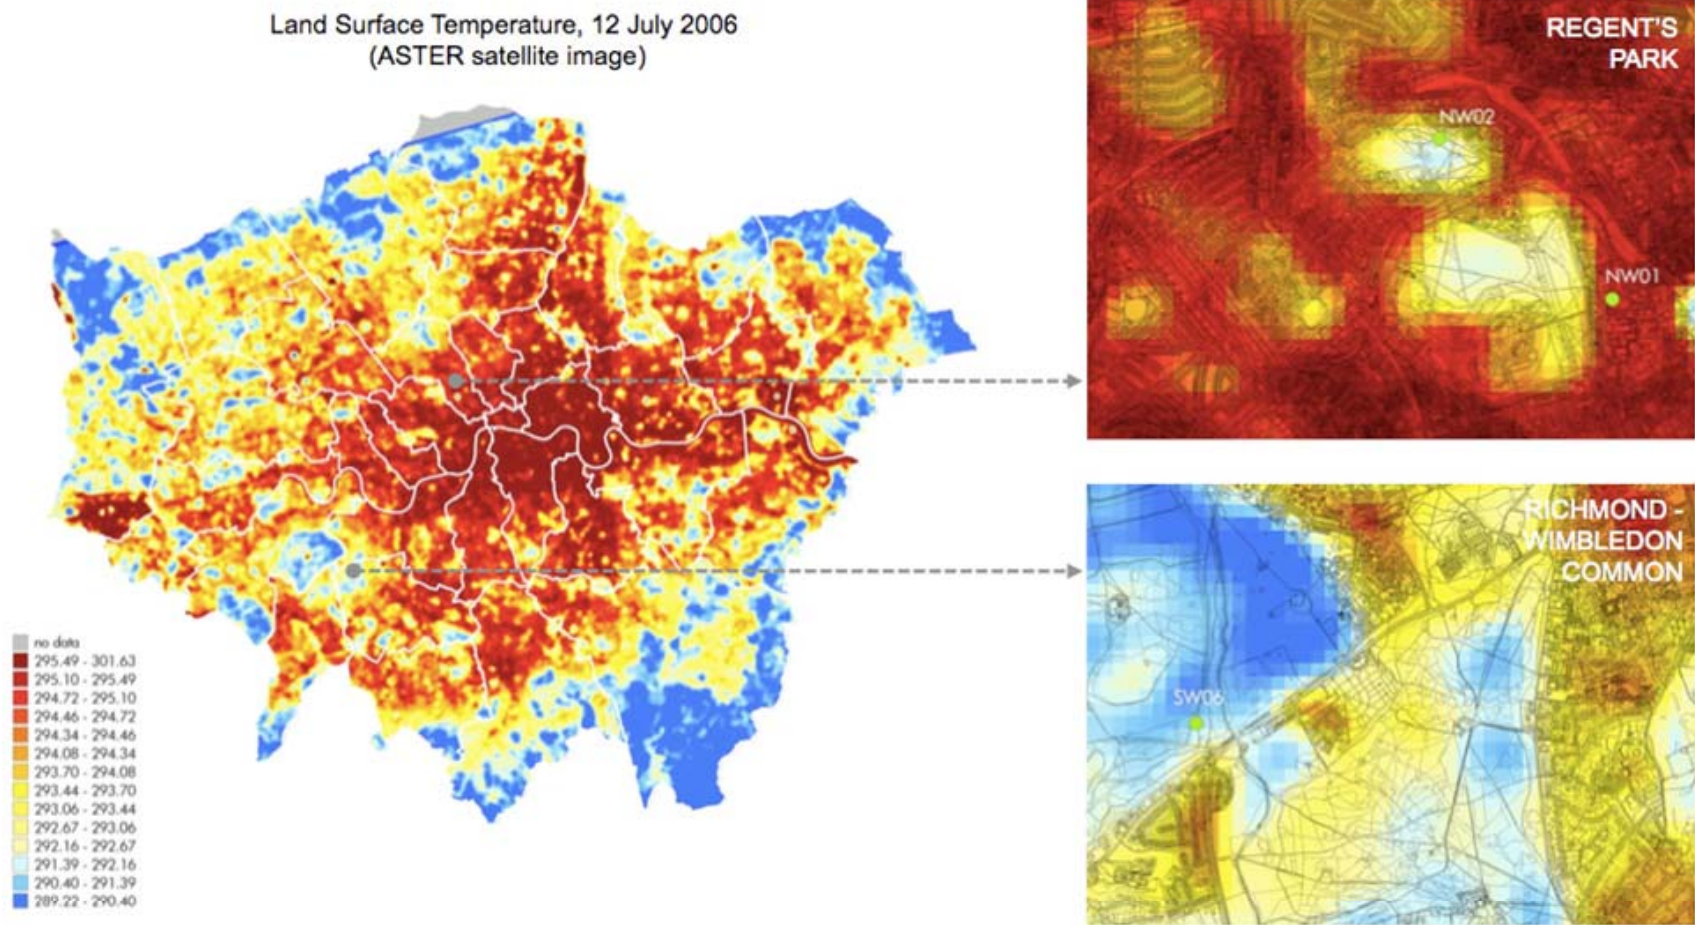 Land Surface Temperature, 12 July 2006
(ASTER satellite image)
REGENT'S
PARK
NW02
NW01
RICHMOND -
WIMBLEDON
COMMON
SW06
no data
295.49 - 301.63
295.10 - 295.49
294.72 - 295.10
294.46 - 294.72
294.34 - 294.46
294.08 - 294.34
293.70 - 294.08
293.44 - 293.70
293.06 - 293.44
292.67 - 293.06
292.16 - 292.67
291.39 - 292.16
290.40 - 291.39
289.22 - 290.40